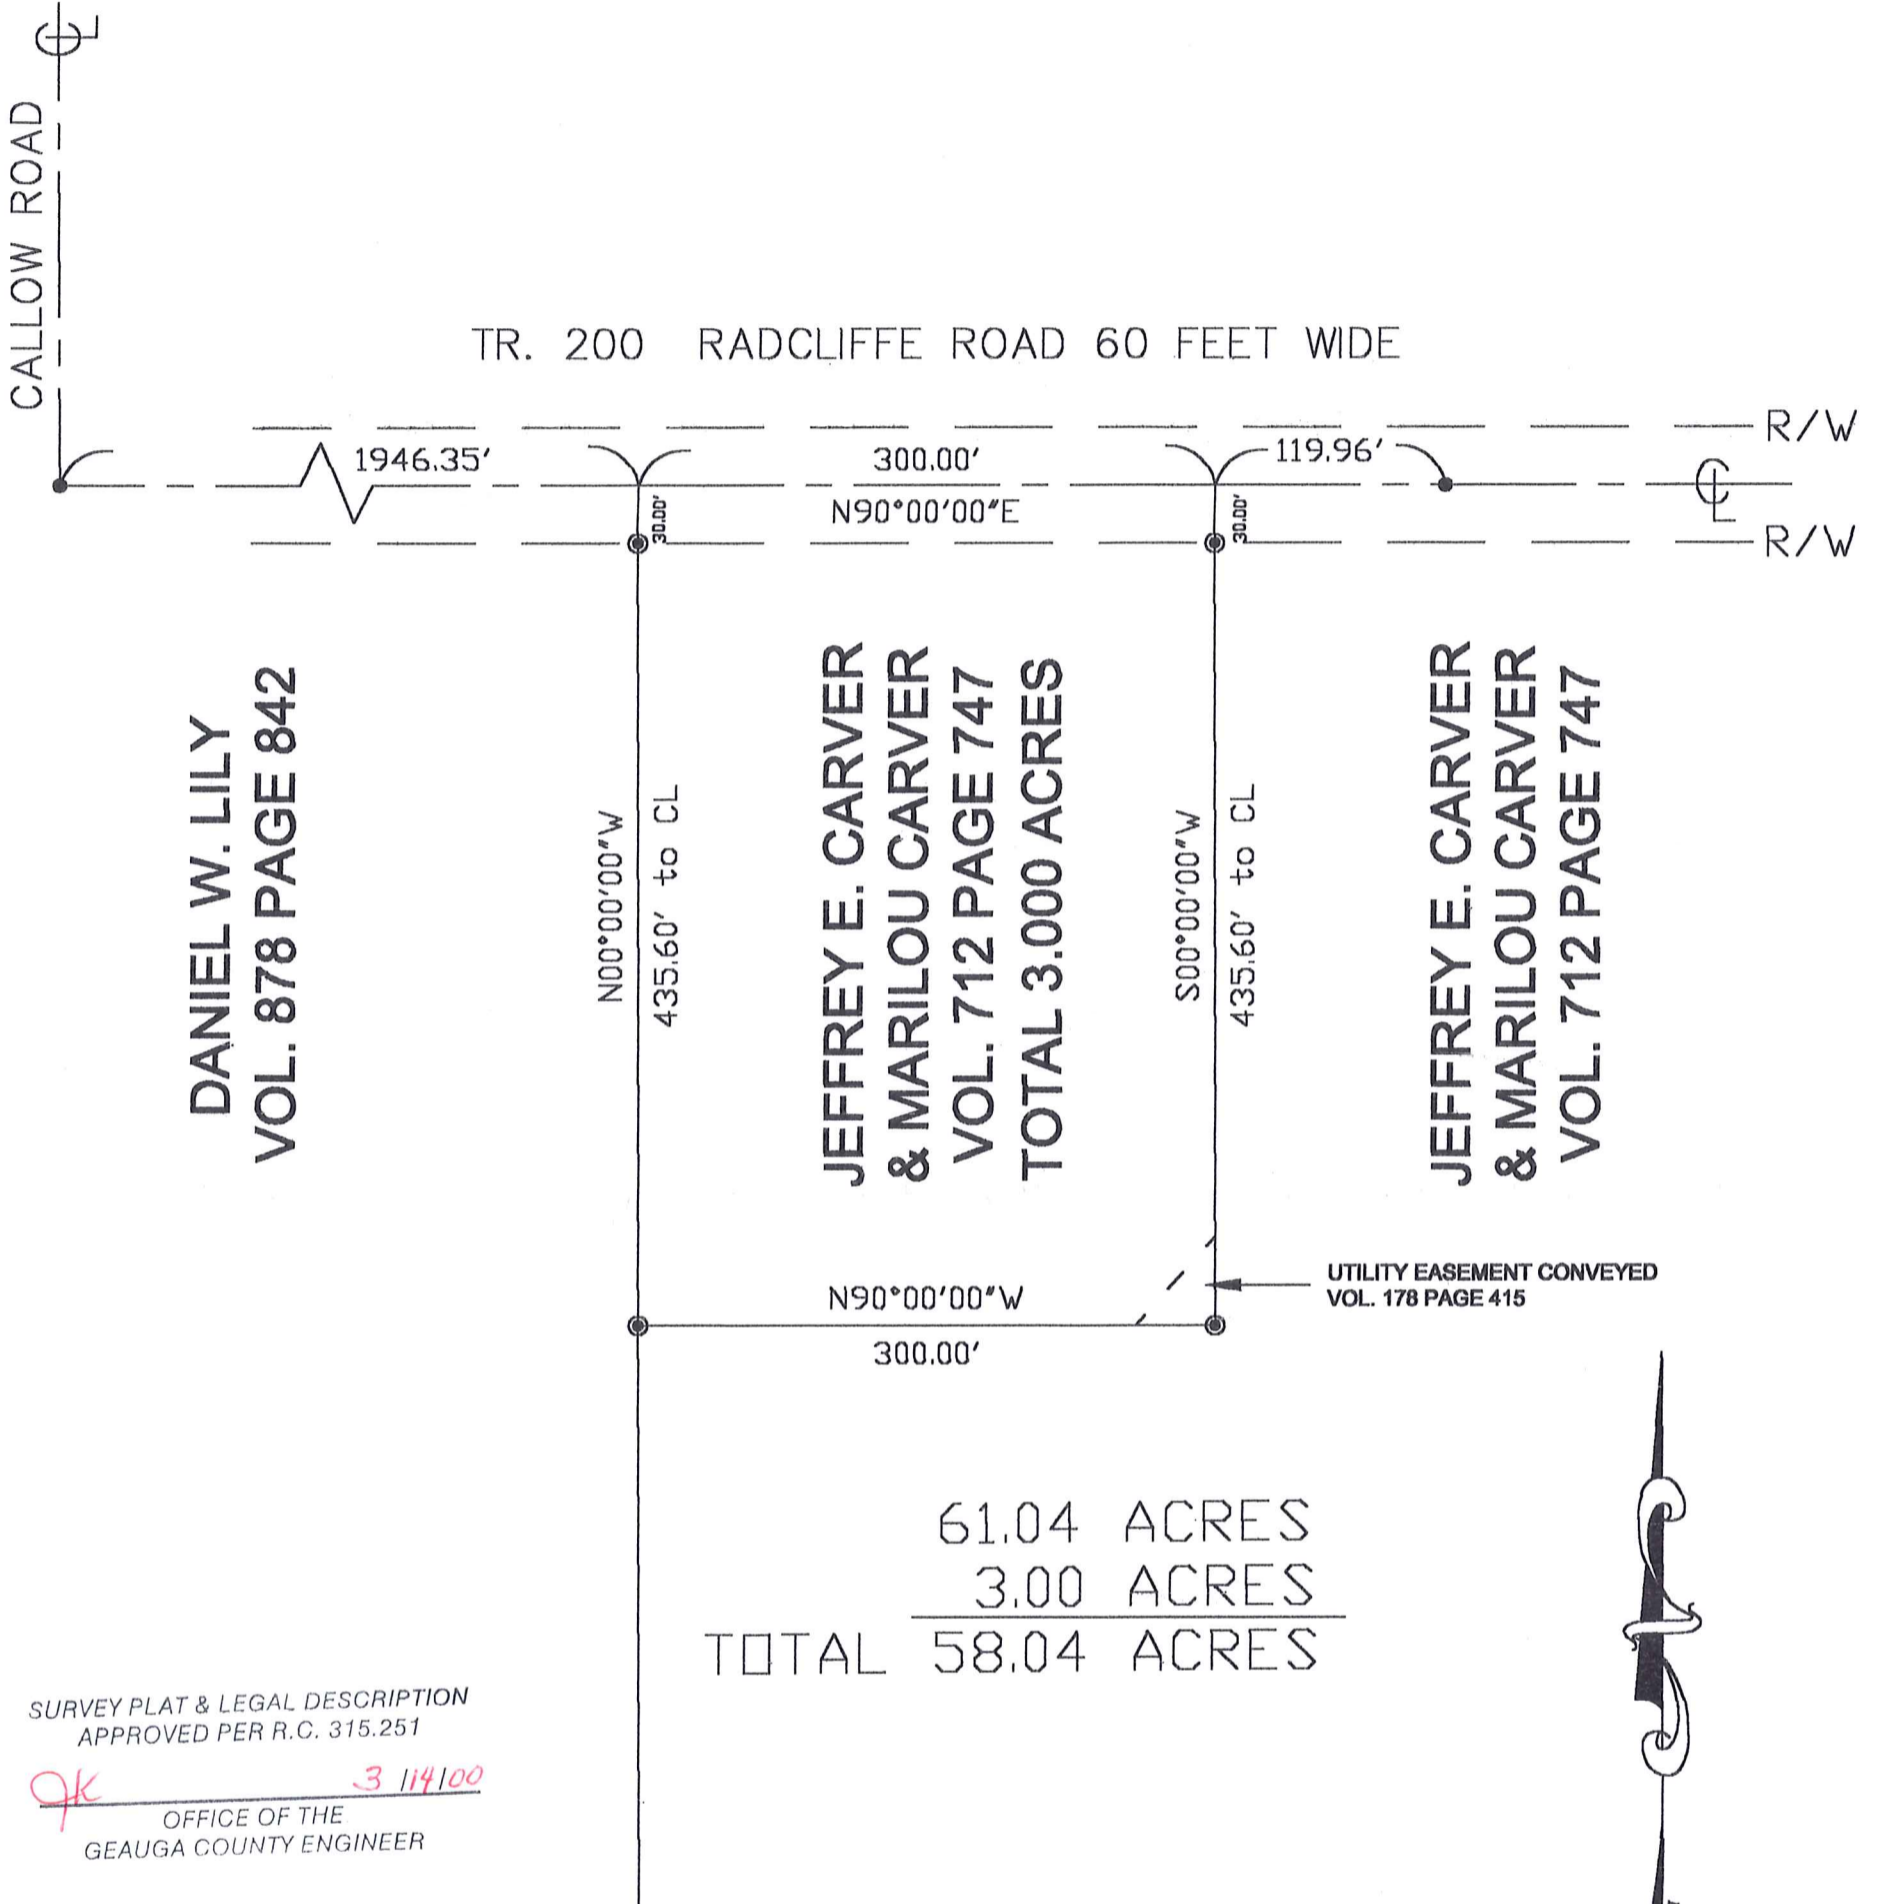 CALLOW ROAD
TR. 200 RADCLIFFE ROAD 60 FEET WIDE
R/W
1946.35'
300.00'
119.96'
N90°00'00"E
30.00'
30.00'
R/W
DANIEL W. LILY
VOL. 878 PAGE 842
N00°00'00"W
435.60' to CL
JEFFREY E. CARVER
& MARILOU CARVER
VOL. 712 PAGE 747
TOTAL 3.000 ACRES
S00°00'00"W
435.60' to CL
JEFFREY E. CARVER
& MARILOU CARVER
VOL. 712 PAGE 747
UTILITY EASEMENT CONVEYED
VOL. 178 PAGE 415
N90°00'00"W
300.00'
61.04 ACRES
3.00 ACRES
TOTAL 58.04 ACRES
SURVEY PLAT & LEGAL DESCRIPTION
APPROVED PER R.C. 315.251
3/14/00
OFFICE OF THE
GEAUGA COUNTY ENGINEER